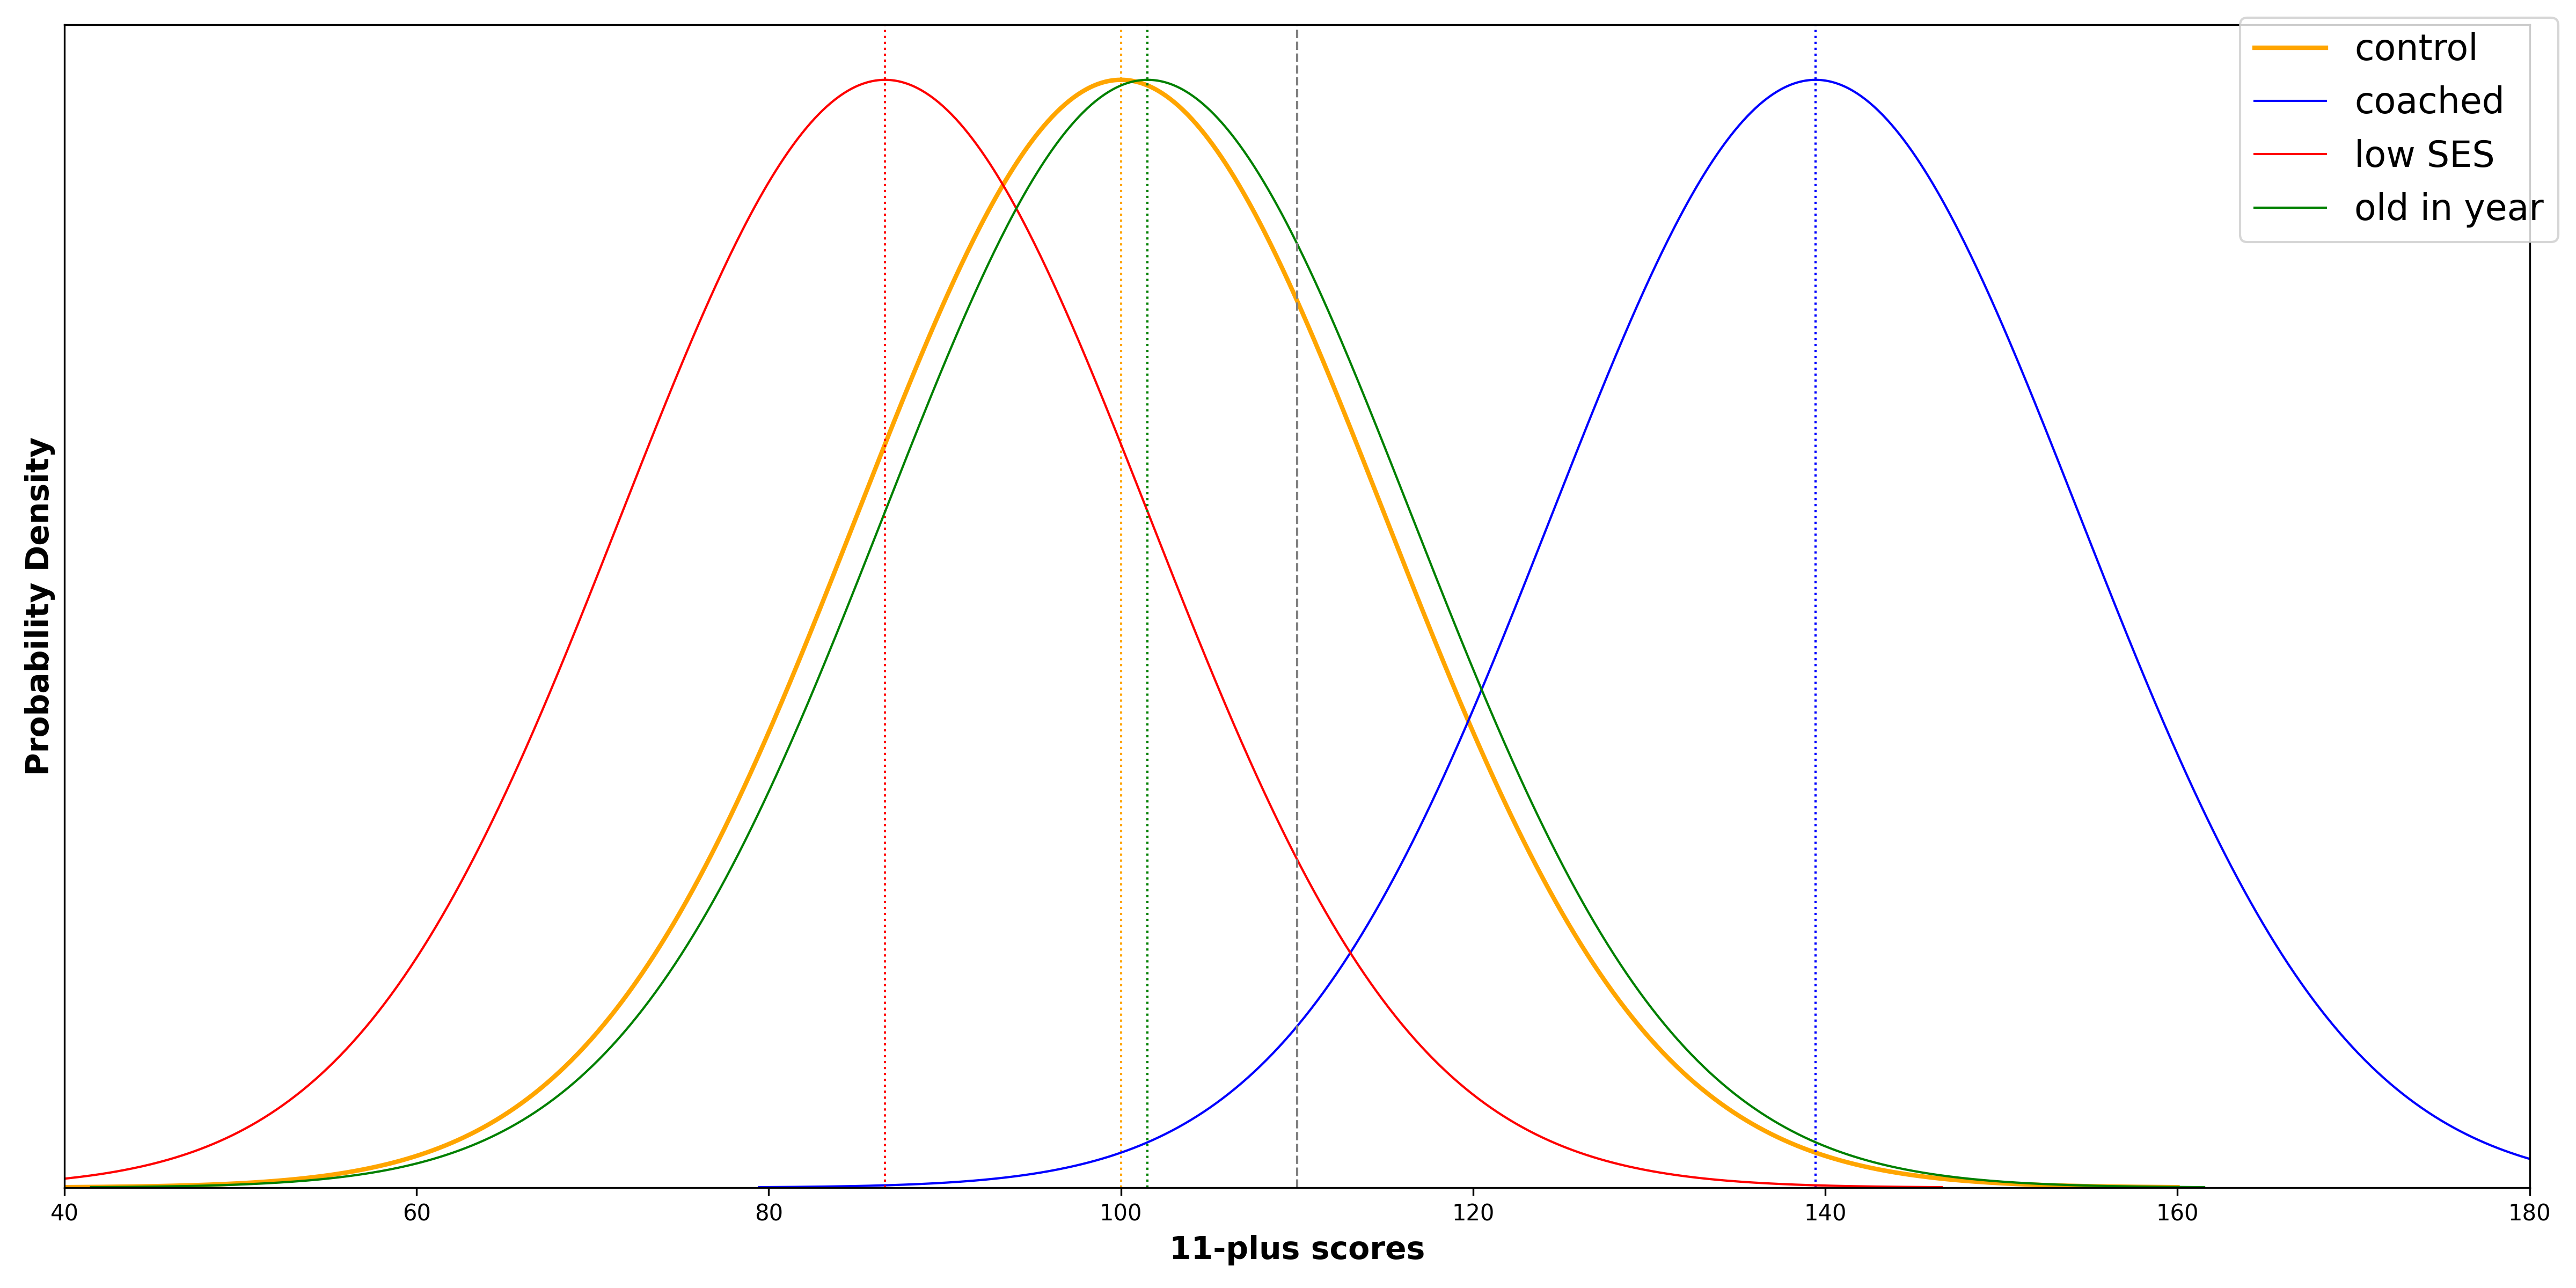 control
coached
low SES
old in year
Probability Density
40 60 80 100 120 140 160 180
11-plus scores